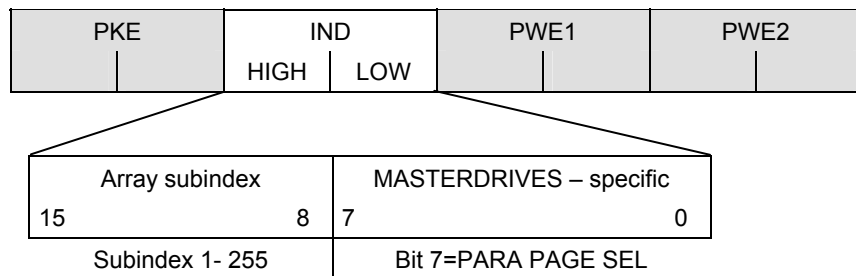 PKE IND PWE1 PWE2
HIGH LOW
Array subindex MASTERDRIVES – specific
15 8 7 0
Subindex 1- 255 Bit 7=PARA PAGE SEL